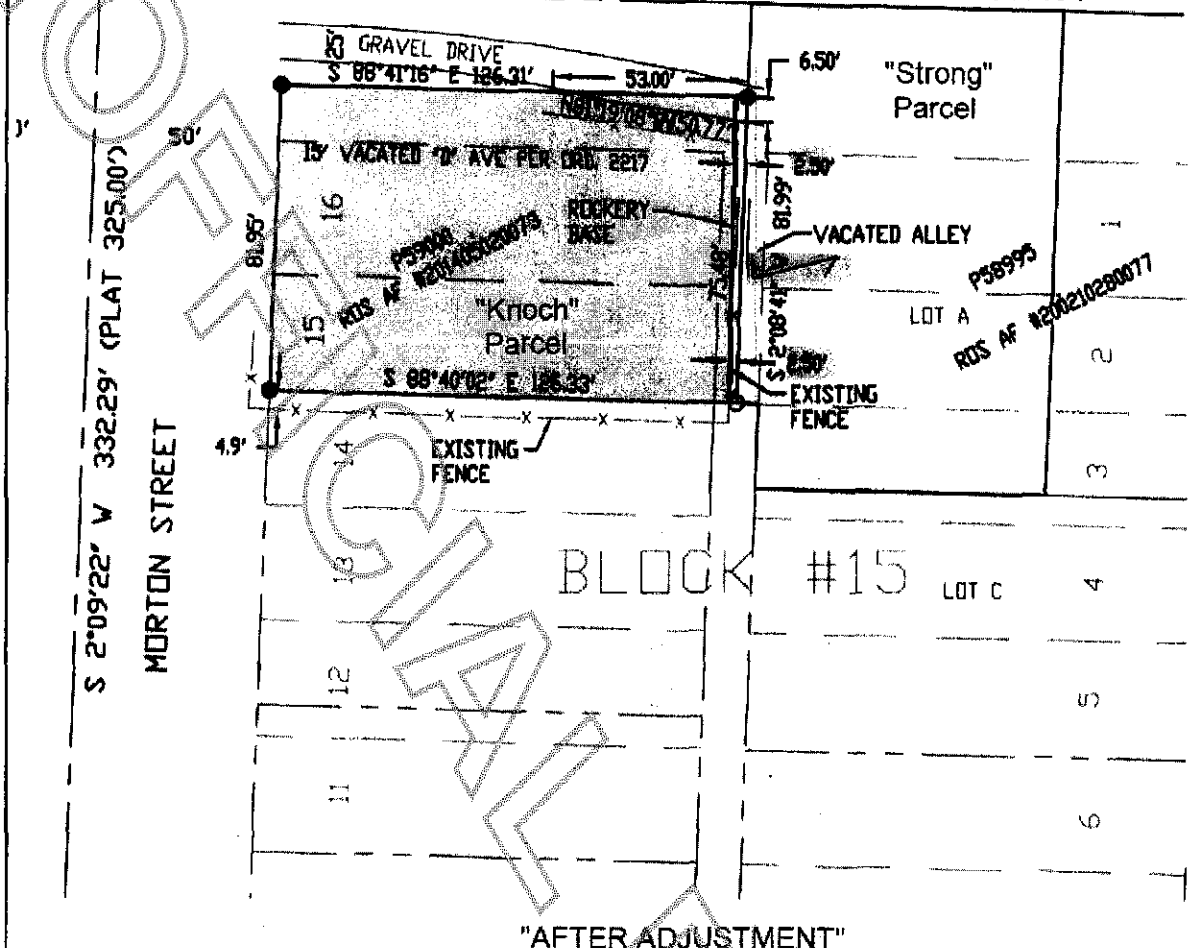 25' GRAVEL DRIVE
S 88°41'16" E 126.31'
53.00'
6.50'
"Strong"
Parcel
50'
15' VACATED "D" AVE PER ORD. 2217
2.50'
16
ROCKERY
BASE
81.95'
81.99'
VACATED ALLEY
1
P58995
ROS AF #200210280077
LOT A
75.48'
"Knoch"
Parcel
15
2
S 88°40'02" E 126.33'
2.50'
EXISTING
FENCE
4.9'
EXISTING
FENCE
14
3
S 2°09'22" W 332.29' (PLAT 325.00')
MORTON STREET
BLOCK #15
LOT C
13
4
12
5
11
6
UNOFFICIAL
"AFTER ADJUSTMENT"